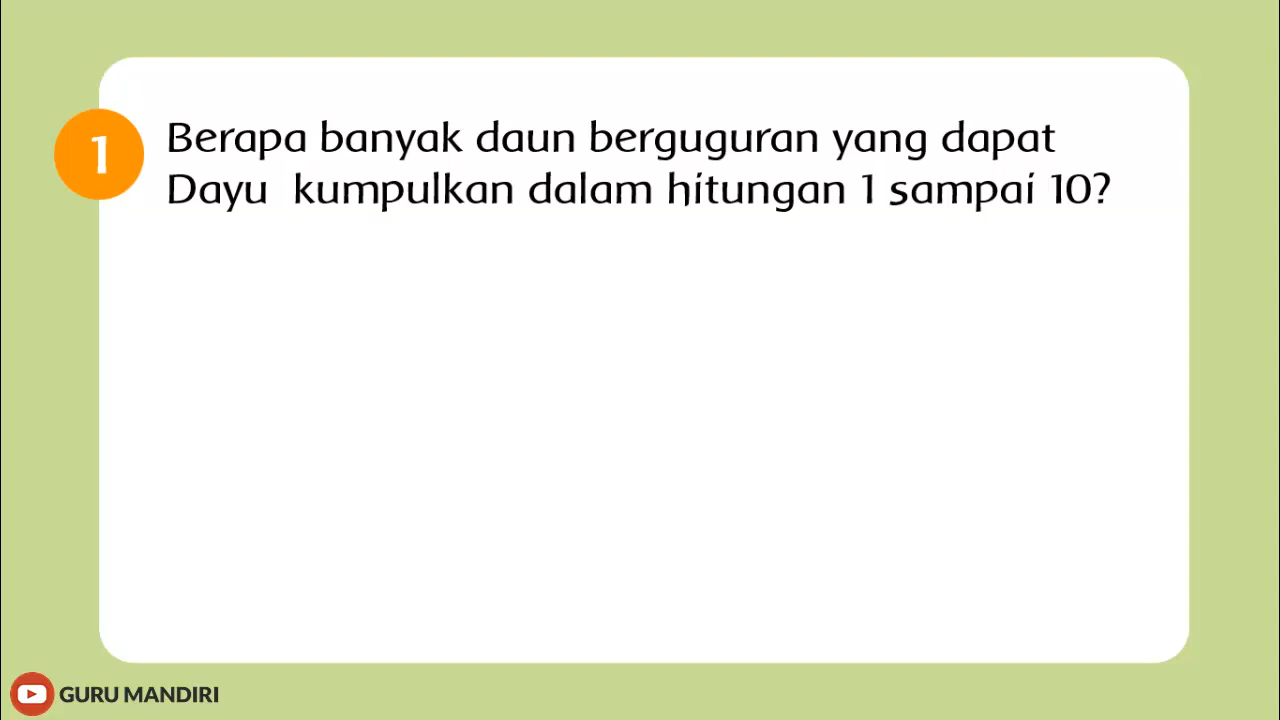 1
Berapa banyak daun berguguran yang dapat
Dayu kumpulkan dalam hitungan 1 sampai 10?
GURU MANDIRI